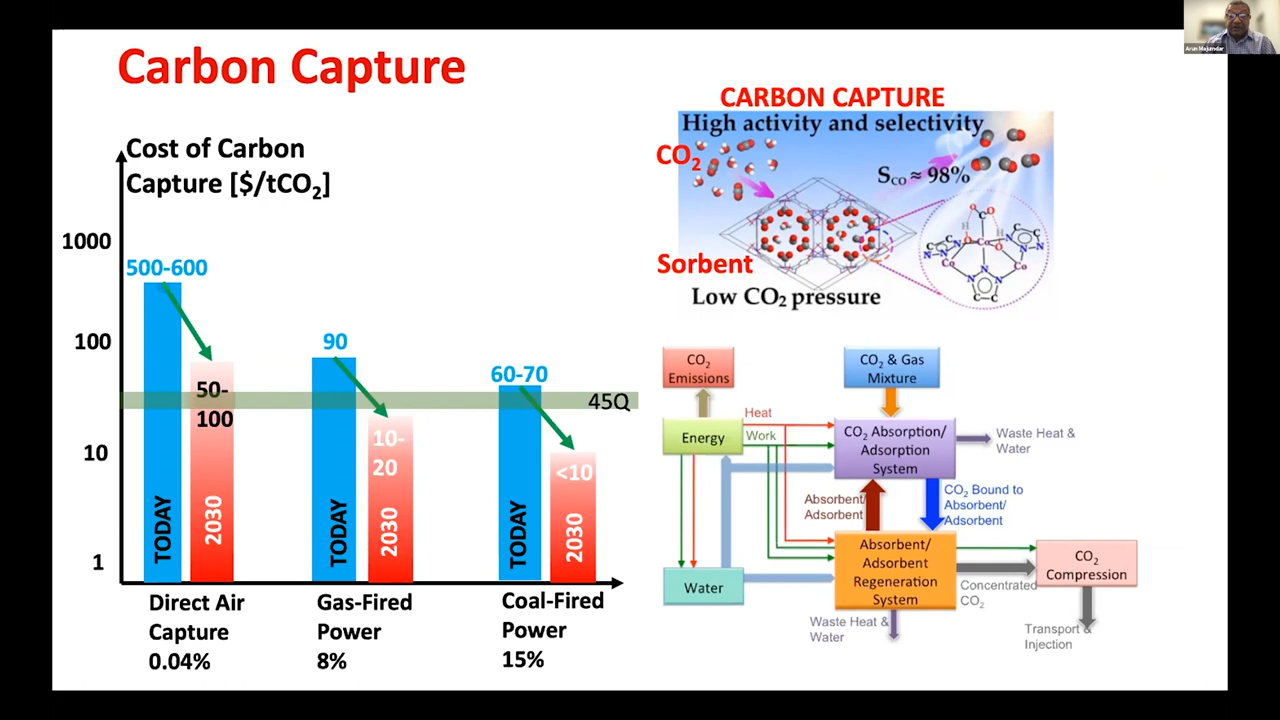 Carbon Capture
Cost of Carbon
Capture [$/tCO₂]
1000
100
10
1
500-600
50-
100
TODAY
2030
90
10-
20
TODAY
2030
60-70
<10
TODAY
2030
45Q
Direct Air
Capture
0.04%
Gas-Fired
Power
8%
Coal-Fired
Power
15%
CARBON CAPTURE
High activity and selectivity
CO₂
S_CO ≈ 98%
Sorbent
Low CO₂ pressure
O
C
O
H
H
O
Co
O
N
N
N
N
Co
N
N
N
Co
CO₂
Emissions
CO₂ & Gas
Mixture
Energy
Heat
Work
CO₂ Absorption/
Adsorption
System
Waste Heat &
Water
Absorbent/
Adsorbent
CO₂ Bound to
Absorbent/
Adsorbent
Water
Absorbent/
Adsorbent
Regeneration
System
CO₂
Compression
Concentrated
CO₂
Waste Heat &
Water
Transport &
Injection
Arun Majumdar